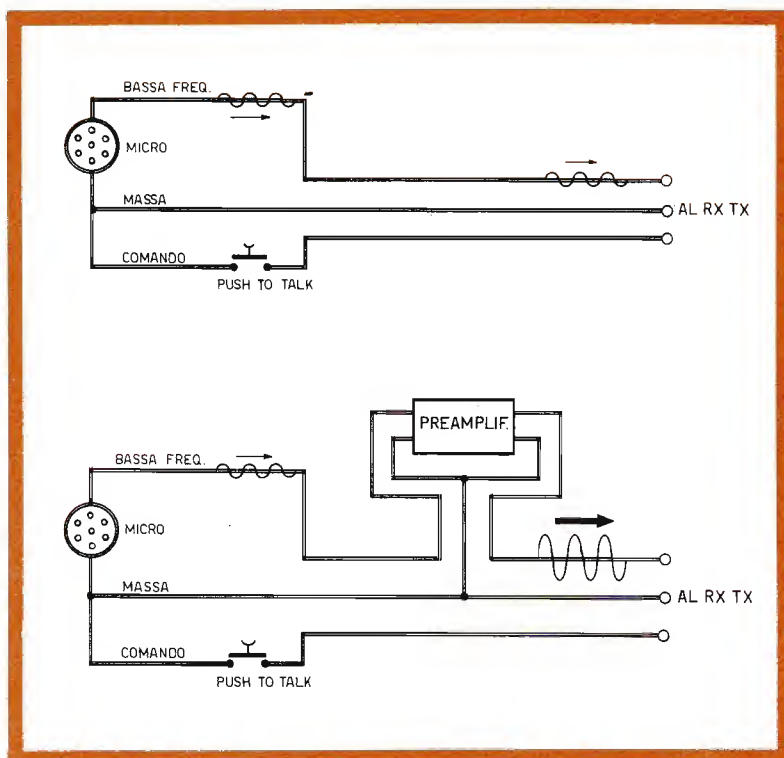 BASSA FREQ.
MICRO
MASSA
AL RX TX
COMANDO
PUSH TO TALK
PREAMPLIF.
BASSA FREQ.
MICRO
MASSA
AL RX TX
COMANDO
PUSH TO TALK